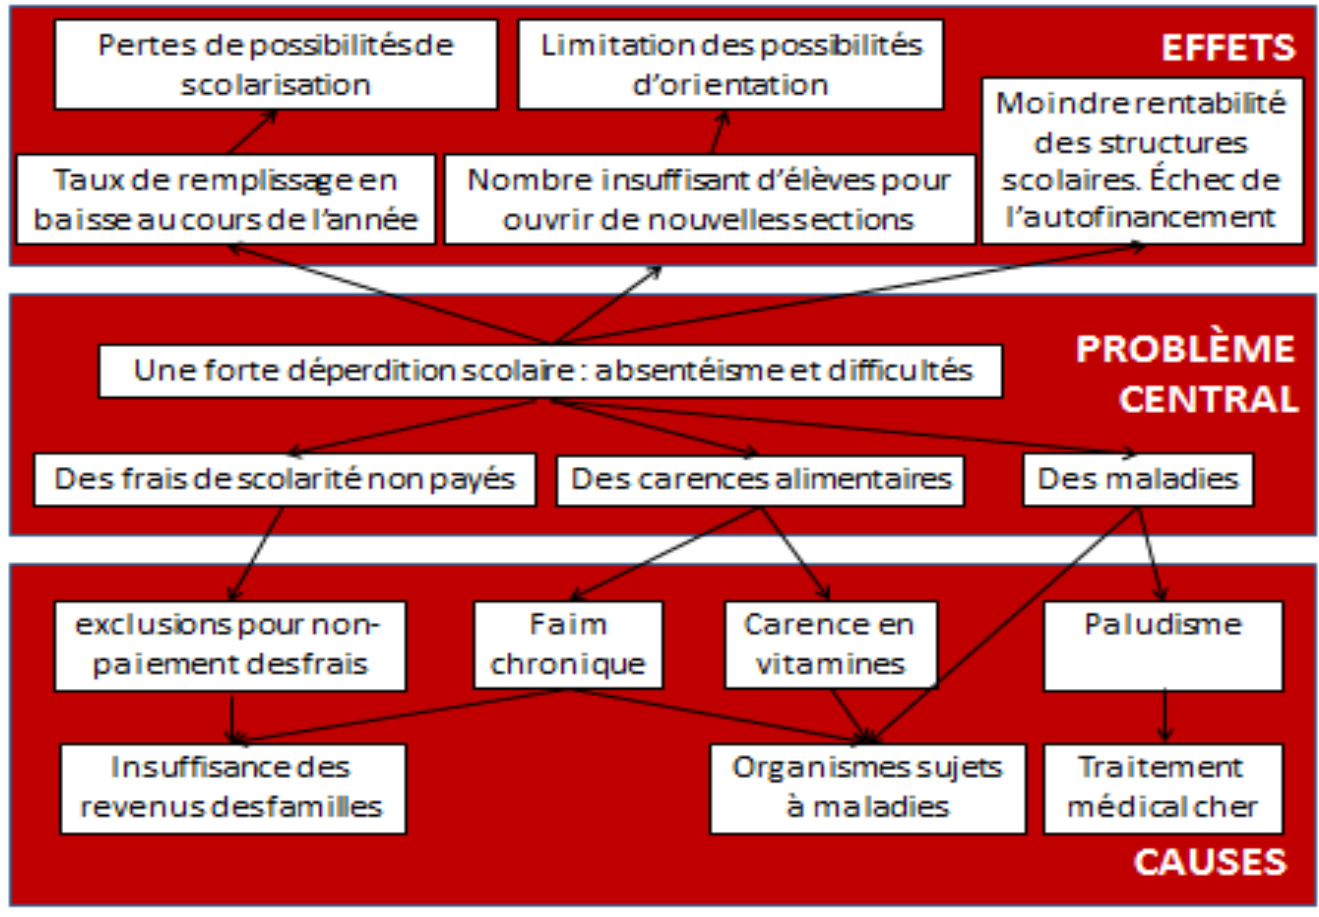 EFFETS
Pertes de possibilités de
scolarisation
Limitation des possibilités
d'orientation
Moindre rentabilité
des structures
scolaires. Échec de
l'autofinancement
Taux de remplissage en
baisse au cours de l'année
Nombre insuffisant d'élèves pour
ouvrir de nouvelles sections
PROBLÈME
CENTRAL
Une forte déperdition scolaire : absentéisme et difficultés
Des frais de scolarité non payés
Des carences alimentaires
Des maladies
exclusions pour non-
paiement des frais
Faim
chronique
Carence en
vitamines
Paludisme
Insuffisance des
revenus des familles
Organismes sujets
à maladies
Traitement
médical cher
CAUSES